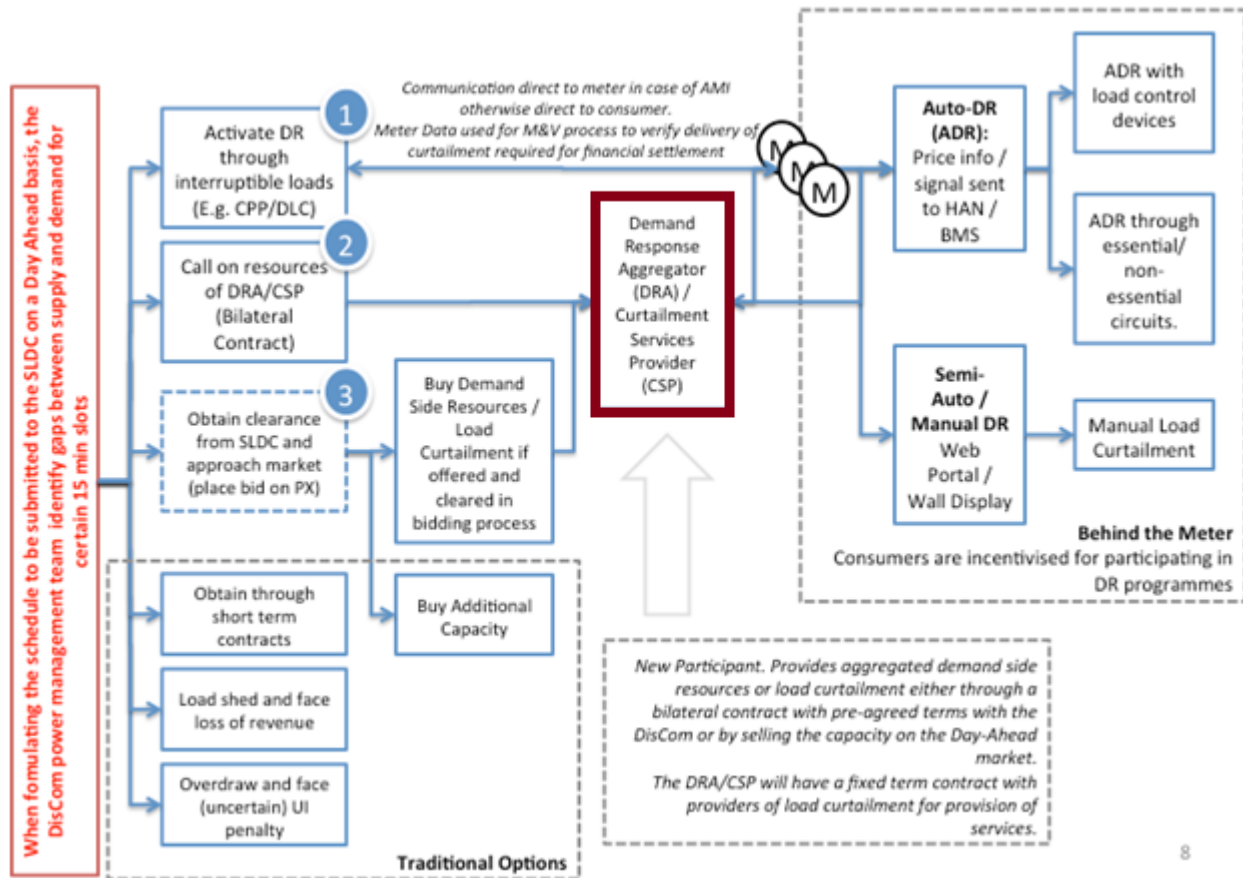 When fomulating the schedule to be submitted to the SLDC on a Day Ahead basis, the
DisCom power management team identify gaps between supply and demand for
certain 15 min slots
1
Activate DR
through
interruptible loads
(E.g. CPP/DLC)
2
Call on resources
of DRA/CSP
(Bilateral
Contract)
3
Obtain clearance
from SLDC and
approach market
(place bid on PX)
Obtain through
short term
contracts
Load shed and face
loss of revenue
Overdraw and face
(uncertain) UI
penalty
Buy Demand
Side Resources /
Load
Curtailment if
offered and
cleared in
bidding process
Buy Additional
Capacity
Traditional Options
Communication direct to meter in case of AMI
otherwise direct to consumer.
Meter Data used for M&V process to verify delivery of
curtailment required for financial settlement
M
M
M
Demand
Response
Aggregator
(DRA) /
Curtailment
Services
Provider
(CSP)
Auto-DR
(ADR):
Price info /
signal sent
to HAN /
BMS
ADR with
load control
devices
ADR through
essential/
non-
essential
circuits.
Semi-
Auto /
Manual DR
Web
Portal /
Wall Display
Manual Load
Curtailment
Behind the Meter
Consumers are incentivised for participating in
DR programmes
New Participant. Provides aggregated demand side
resources or load curtailment either through a
bilateral contract with pre-agreed terms with the
DisCom or by selling the capacity on the Day-Ahead
market.
The DRA/CSP will have a fixed term contract with
providers of load curtailment for provision of
services.
8